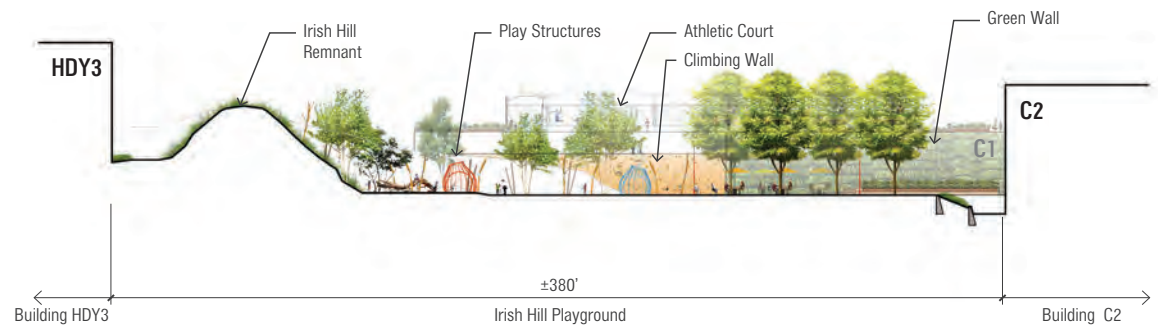 Irish Hill
Remnant
Play Structures
Athletic Court
Climbing Wall
Green Wall
HDY3
C2
C1
±380’
Building HDY3
Irish Hill Playground
Building C2